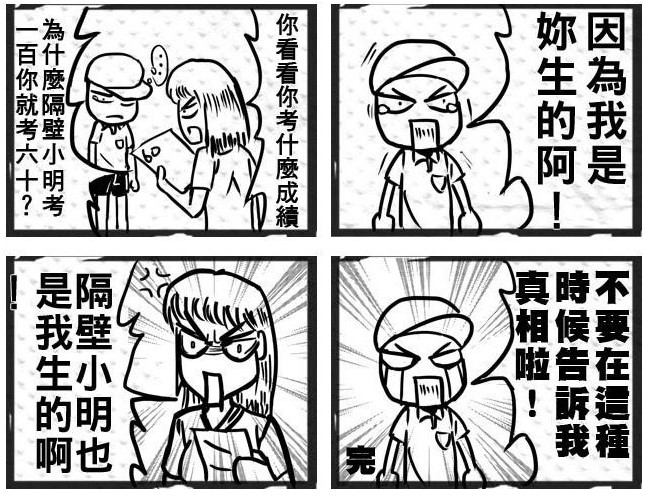 你看看你考什麼成績
60
...
為什麼隔壁小明考
一百你就考六十?
因為我是
妳生的阿!
隔壁小明也
是我生的啊
!
不要在這種
時候告訴我
真相啦!
完